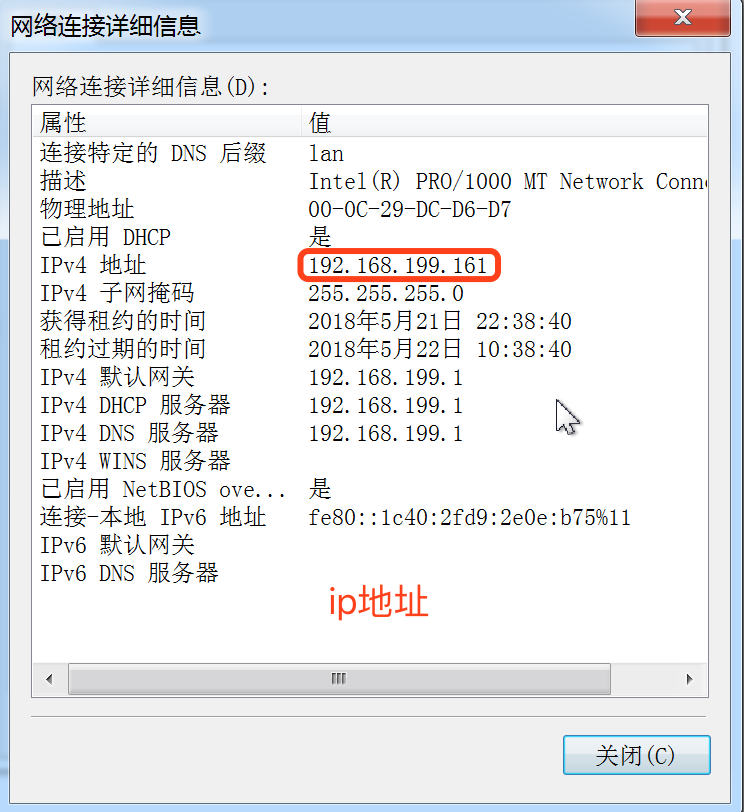 网络连接详细信息
网络连接详细信息(D):
属性 值
连接特定的 DNS 后缀 lan
描述 Intel(R) PRO/1000 MT Network Conne
物理地址 00-0C-29-DC-D6-D7
已启用 DHCP 是
IPv4 地址 192.168.199.161
IPv4 子网掩码 255.255.255.0
获得租约的时间 2018年5月21日 22:38:40
租约过期的时间 2018年5月22日 10:38:40
IPv4 默认网关 192.168.199.1
IPv4 DHCP 服务器 192.168.199.1
IPv4 DNS 服务器 192.168.199.1
IPv4 WINS 服务器
已启用 NetBIOS ove... 是
连接-本地 IPv6 地址 fe80::1c40:2fd9:2e0e:b75%11
IPv6 默认网关
IPv6 DNS 服务器
ip地址
关闭(C)